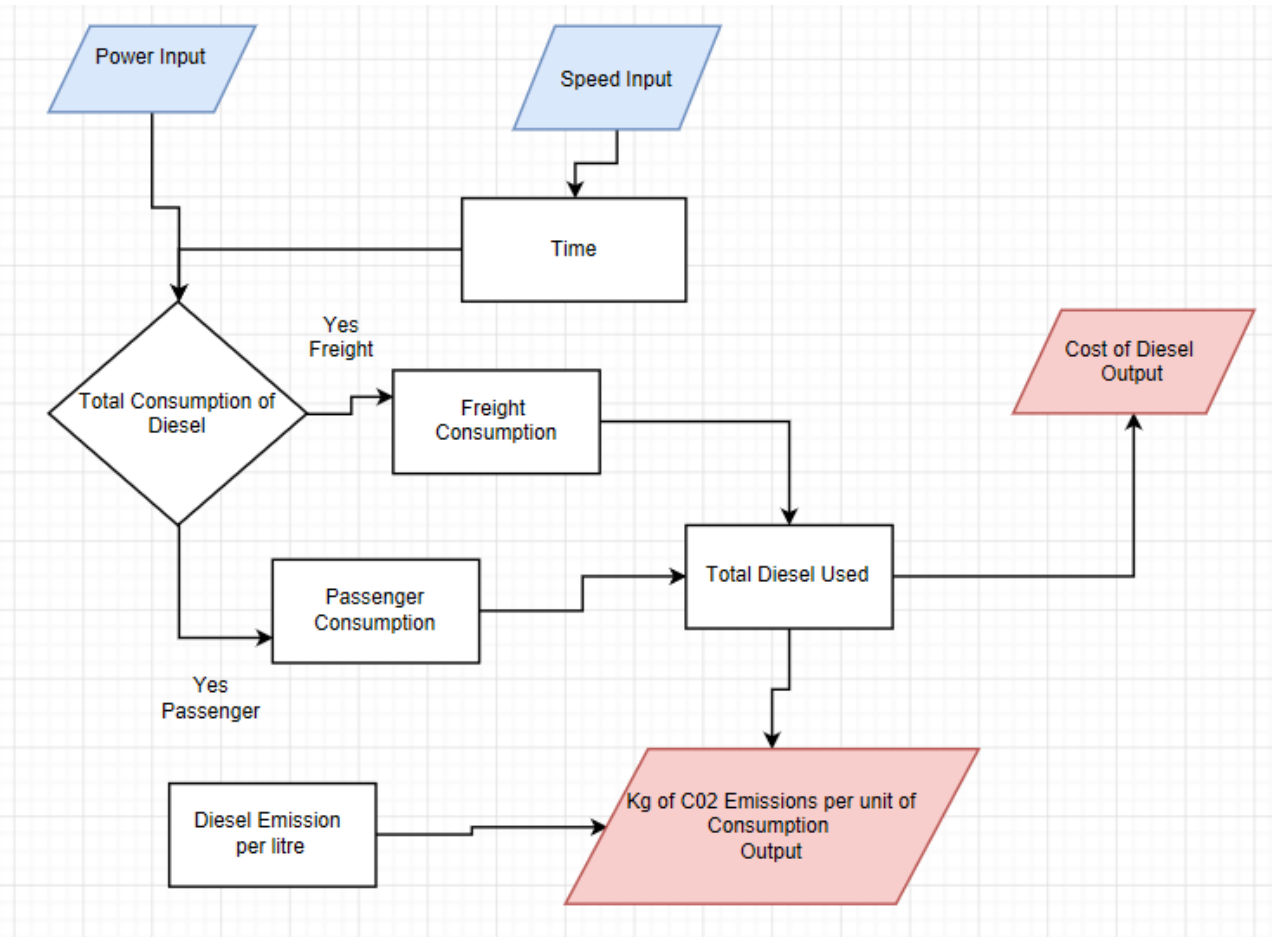 Power Input
Speed Input
Time
Yes
Freight
Total Consumption of
Diesel
Freight
Consumption
Cost of Diesel
Output
Passenger
Consumption
Total Diesel Used
Yes
Passenger
Diesel Emission
per litre
Kg of C02 Emissions per unit of
Consumption
Output